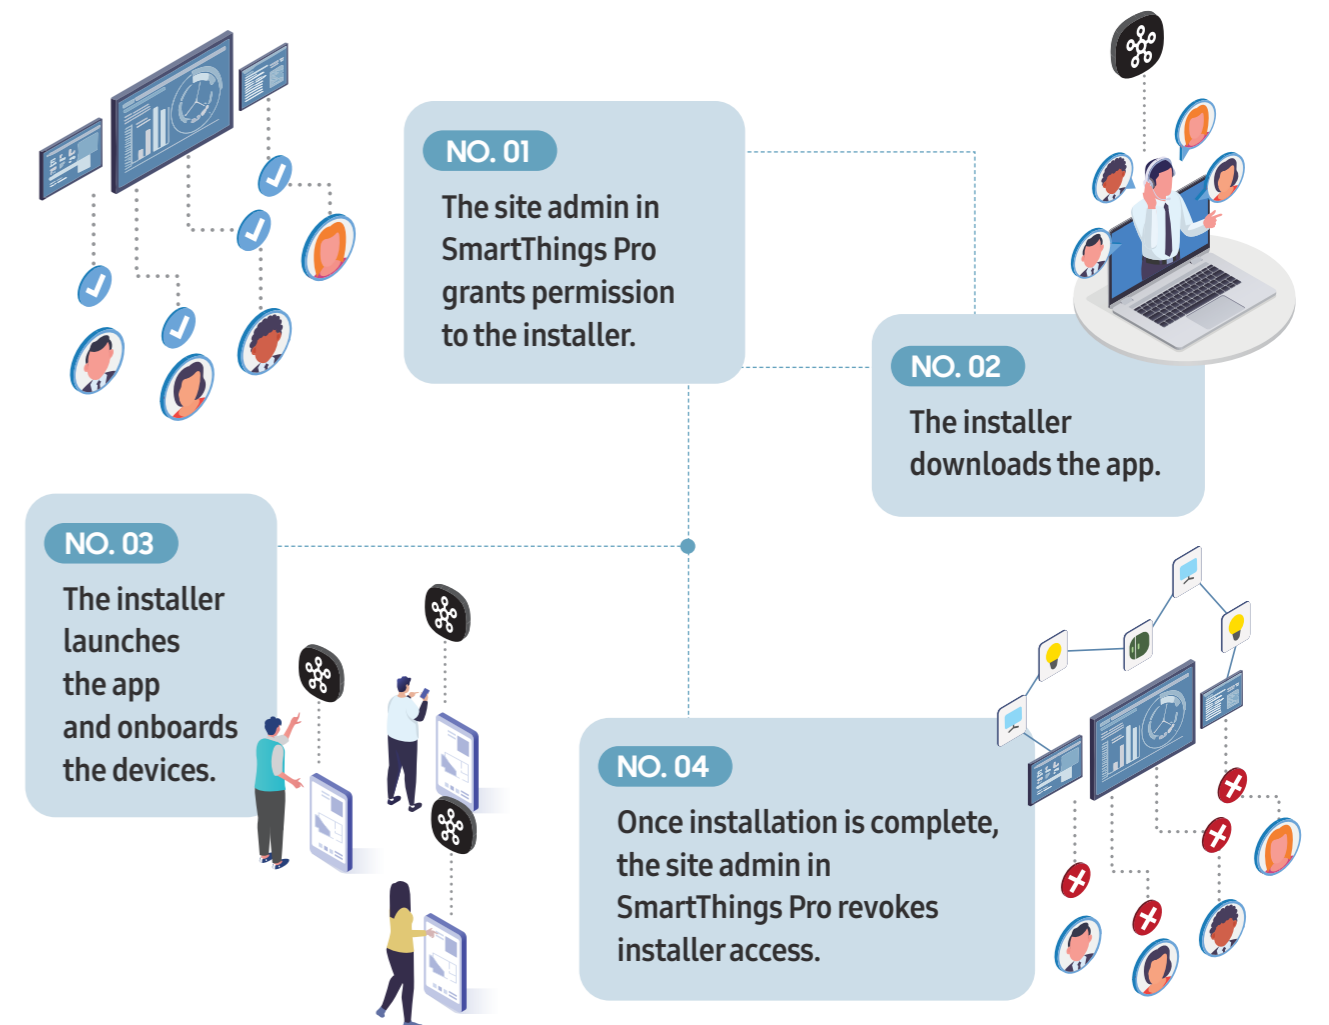 NO. 01
The site admin in
SmartThings Pro
grants permission
to the installer.
NO. 02
The installer
downloads the app.
NO. 03
The installer
launches
the app
and onboards
the devices.
NO. 04
Once installation is complete,
the site admin in
SmartThings Pro revokes
installer access.